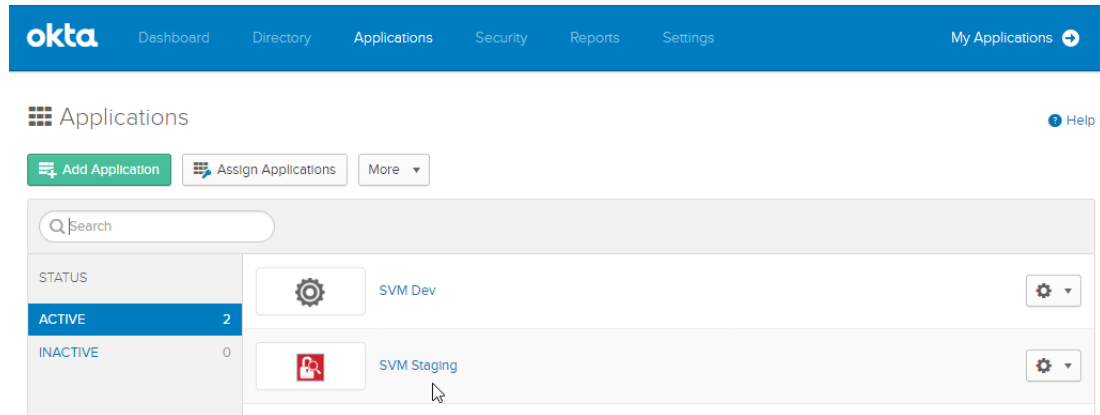 okta Dashboard Directory Applications Security Reports Settings My Applications
Applications
Help
Add Application Assign Applications More
Search
STATUS
SVM Dev
ACTIVE 2
INACTIVE 0
SVM Staging